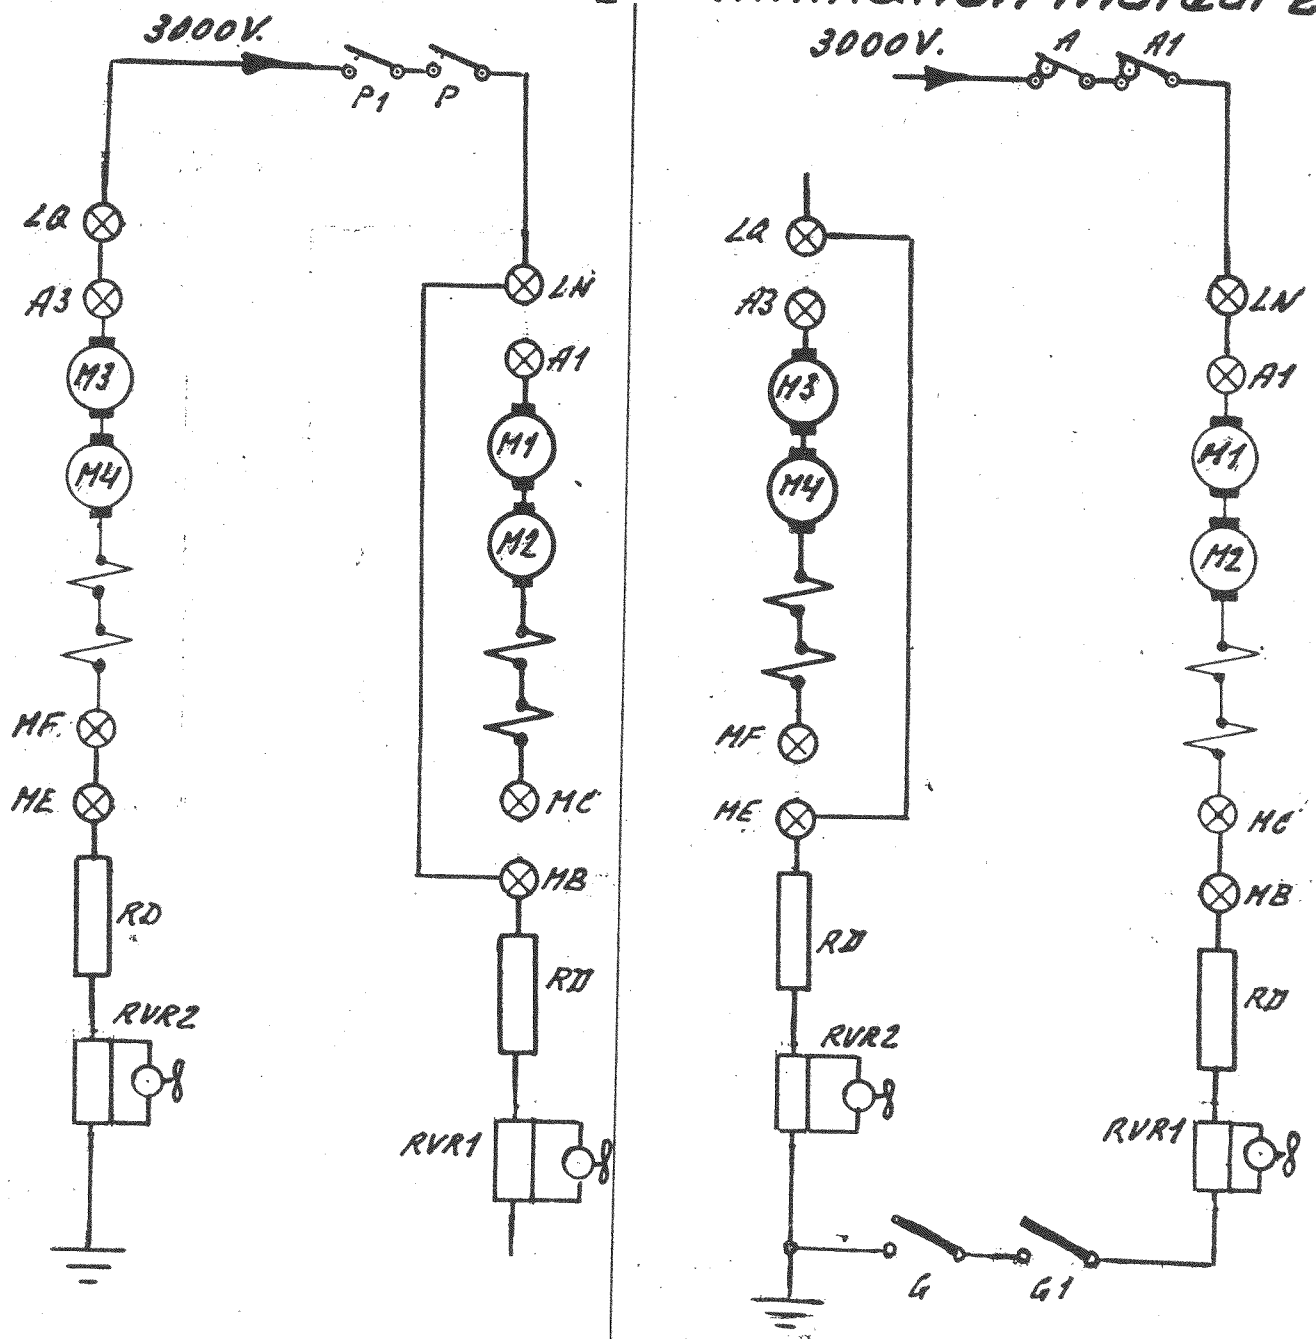 3000V.
P1 P
LQ
A3
M3
M4
MF.
ME
RD
RVR2
LN
A1
M1
M2
MC
MB
RD
RVR1
3000V.
A A1
LQ
A3
M3
M4
MF
ME
RD
RVR2
LN
A1
M1
M2
MC
MB
RD
RVR1
G G1